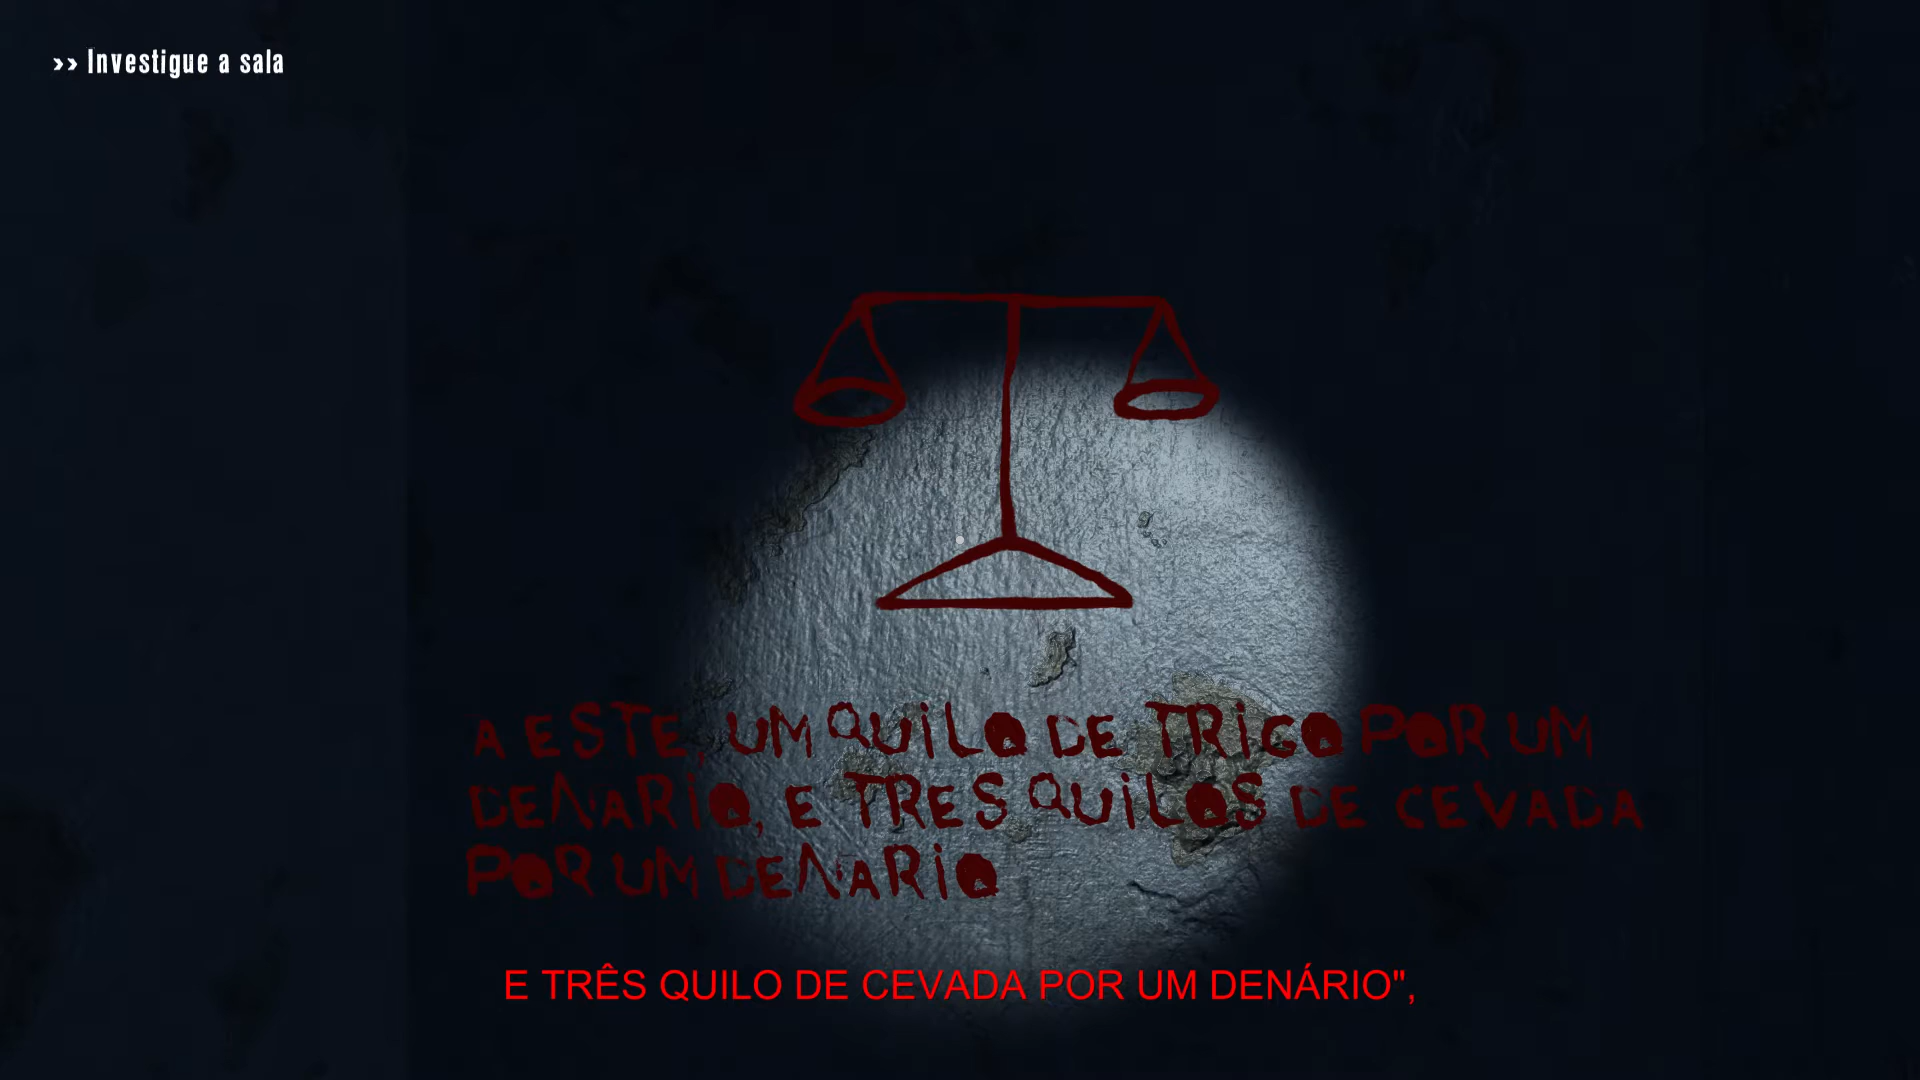 ›› Investigue a sala
A ESTE, UM QUILO DE TRIGO POR UM
DENARIO, E TRES QUILOS DE CEVADA
POR UM DENARIO
E TRÊS QUILO DE CEVADA POR UM DENÁRIO",